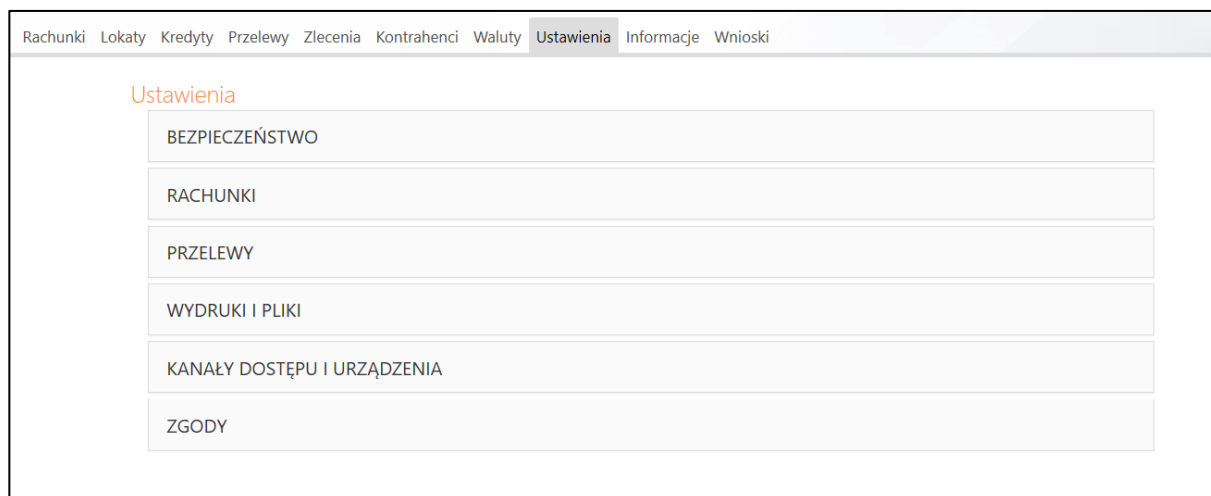 Rachunki Lokaty Kredyty Przelewy Zlecenia Kontrahenci Waluty Ustawienia Informacje Wnioski
Ustawienia
BEZPIECZEŃSTWO
RACHUNKI
PRZELEWY
WYDRUKI I PLIKI
KANAŁY DOSTĘPU I URZĄDZENIA
ZGODY